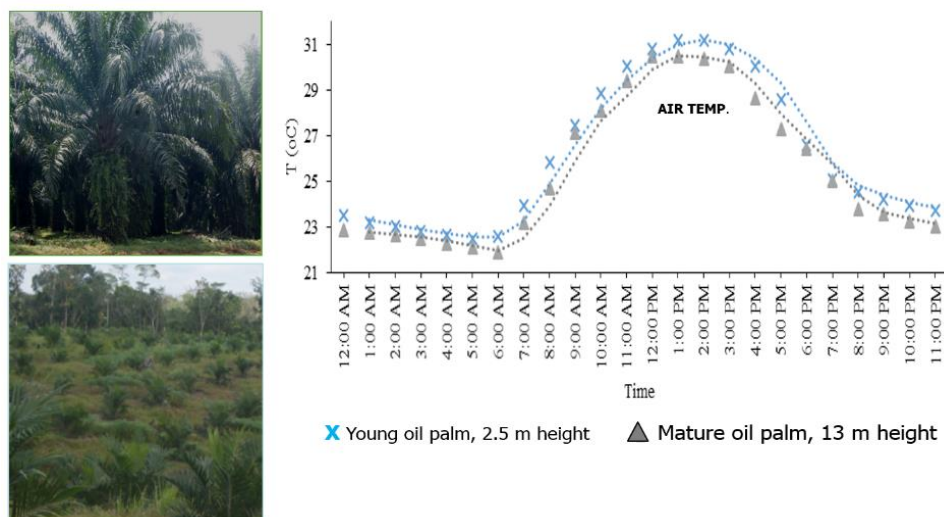 31
29
27
25
23
21
T (oC)
AIR TEMP.
12:00 AM
1:00 AM
2:00 AM
3:00 AM
4:00 AM
5:00 AM
6:00 AM
7:00 AM
8:00 AM
9:00 AM
10:00 AM
11:00 AM
12:00 PM
1:00 PM
2:00 PM
3:00 PM
4:00 PM
5:00 PM
6:00 PM
7:00 PM
8:00 PM
9:00 PM
10:00 PM
11:00 PM
Time
Young oil palm, 2.5 m height
Mature oil palm, 13 m height